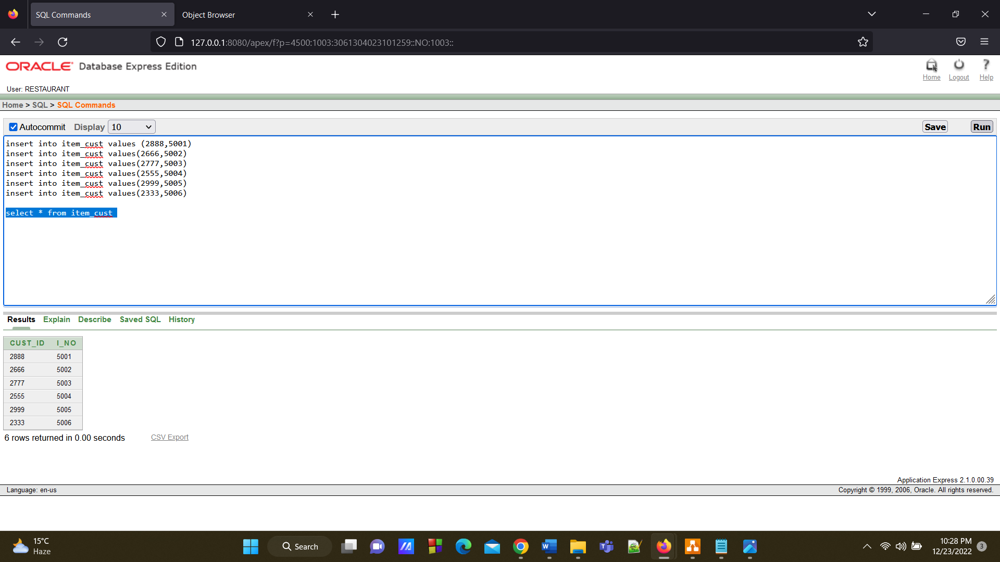 SQL Commands
Object Browser
127.0.0.1:8080/apex/f?p=4500:1003:3061304023101259::NO:1003::
ORACLE Database Express Edition
Home Logout Help
User: RESTAURANT
Home > SQL > SQL Commands
Autocommit Display 10 Save Run
insert into item_cust values (2888,5001)
insert into item_cust values(2666,5002)
insert into item_cust values(2777,5003)
insert into item_cust values(2555,5004)
insert into item_cust values(2999,5005)
insert into item_cust values(2333,5006)
select * from item_cust
Results Explain Describe Saved SQL History
CUST_ID I_NO
2888 5001
2666 5002
2777 5003
2555 5004
2999 5005
2333 5006
6 rows returned in 0.00 seconds CSV Export
Application Express 2.1.0.00.39
Language: en-us Copyright © 1999, 2006, Oracle. All rights reserved.
15°C
Haze
Search
10:28 PM
12/23/2022
3